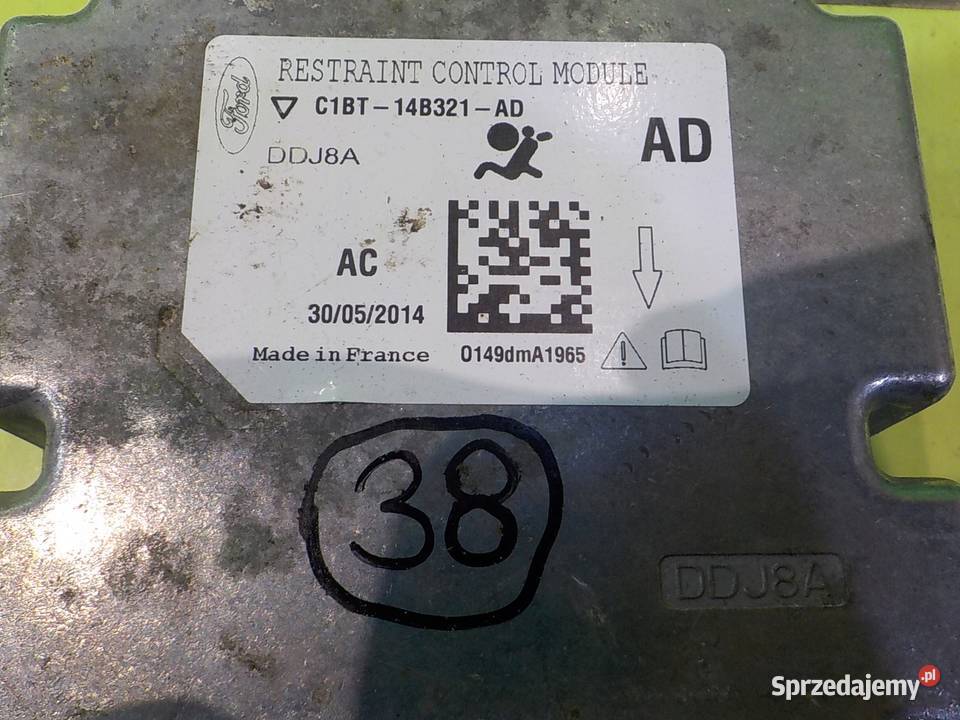 Ford
RESTRAINT CONTROL MODULE
C1BT-14B321-AD
DDJ8A
AD
AC
30/05/2014
Made in France
0149dmA1965
38
DDJ8A
Sprzedajemy.pl